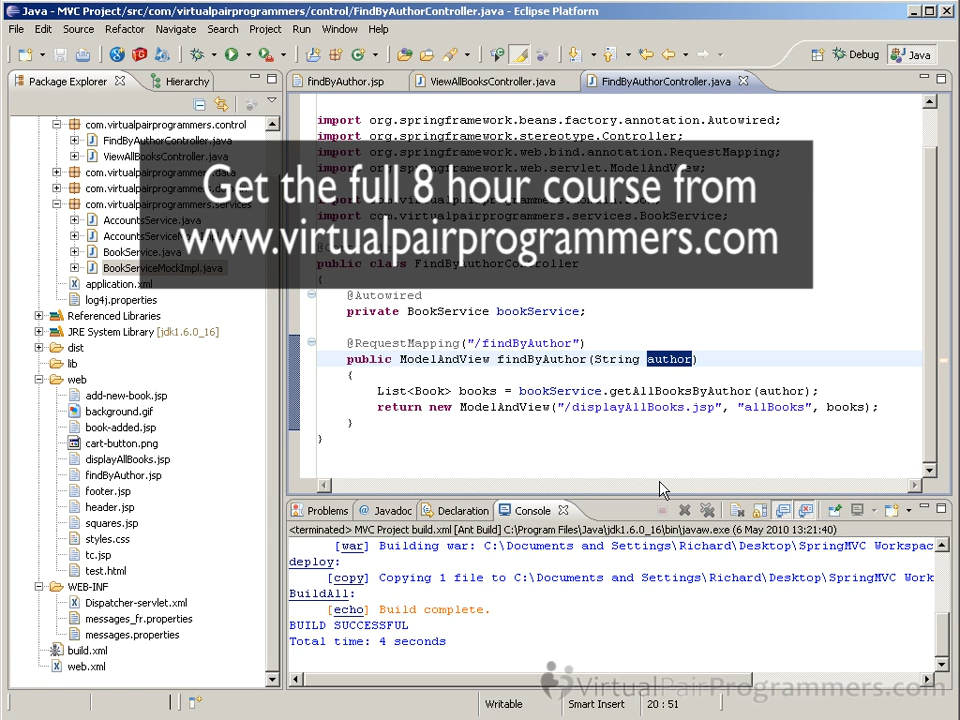 Java - MVC Project/src/com/virtualpairprogrammers/control/FindByAuthorController.java - Eclipse Platform
File Edit Source Refactor Navigate Search Project Run Window Help
Debug Java
Package Explorer Hierarchy
findByAuthor.jsp ViewAllBooksController.java FindByAuthorController.java
com.virtualpairprogrammers.control
FindByAuthorController.java
ViewAllBooksController.java
com.virtualpairprogrammers.data
com.virtualpairprogrammers.services
AccountsService.java
BookService.java
BookServiceMockImpl.java
application.xml
log4j.properties
Referenced Libraries
JRE System Library [jdk1.6.0_16]
dist
lib
web
add-new-book.jsp
background.gif
book-added.jsp
cart-button.png
displayAllBooks.jsp
findByAuthor.jsp
footer.jsp
header.jsp
squares.jsp
styles.css
tc.jsp
test.html
WEB-INF
Dispatcher-servlet.xml
messages_fr.properties
messages.properties
build.xml
web.xml
import org.springframework.beans.factory.annotation.Autowired;
import org.springframework.stereotype.Controller;
import org.springframework.web.bind.annotation.RequestMapping;
import org.springframework.web.servlet.ModelAndView;
Get the full 8 hour course from
www.virtualpairprogrammers.com
import com.virtualpairprogrammers.services.BookService;
public class FindByAuthorController
{
@Autowired
private BookService bookService;
@RequestMapping("/findByAuthor")
public ModelAndView findByAuthor(String author)
{
List<Book> books = bookService.getAllBooksByAuthor(author);
return new ModelAndView("/displayAllBooks.jsp", "allBooks", books);
}
}
Problems Javadoc Declaration Console
<terminated> MVC Project build.xml [Ant Build] C:\Program Files\Java\jdk1.6.0_16\bin\javaw.exe (6 May 2010 13:21:40)
[war] Building war: C:\Documents and Settings\Richard\Desktop\SpringMVC Workspac
deploy:
[copy] Copying 1 file to C:\Documents and Settings\Richard\Desktop\SpringMVC Work
BuildAll:
[echo] Build complete.
BUILD SUCCESSFUL
Total time: 4 seconds
VirtualPairProgrammers.com
Writable Smart Insert 20 : 51